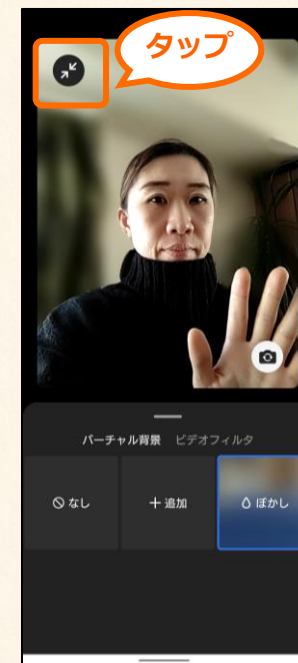 タップ
バーチャル背景 ビデオフィルタ
なし
追加
ぼかし